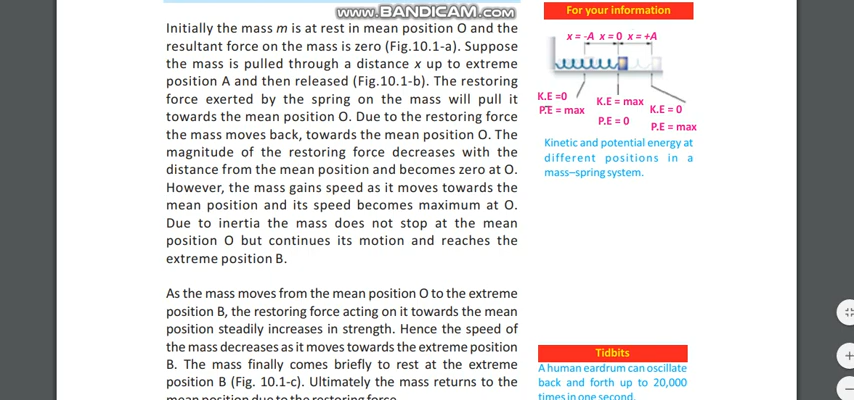 www.BANDICAM.com
Initially the mass m is at rest in mean position O and the
resultant force on the mass is zero (Fig.10.1-a). Suppose
the mass is pulled through a distance x up to extreme
position A and then released (Fig.10.1-b). The restoring
force exerted by the spring on the mass will pull it
towards the mean position O. Due to the restoring force
the mass moves back, towards the mean position O. The
magnitude of the restoring force decreases with the
distance from the mean position and becomes zero at O.
However, the mass gains speed as it moves towards the
mean position and its speed becomes maximum at O.
Due to inertia the mass does not stop at the mean
position O but continues its motion and reaches the
extreme position B.
As the mass moves from the mean position O to the extreme
position B, the restoring force acting on it towards the mean
position steadily increases in strength. Hence the speed of
the mass decreases as it moves towards the extreme position
B. The mass finally comes briefly to rest at the extreme
position B (Fig. 10.1-c). Ultimately the mass returns to the
mean position due to the restoring force.
For your information
x = -A x = 0 x = +A
K.E =0
P.E = max
K.E = max
P.E = 0
K.E = 0
P.E = max
Kinetic and potential energy at
different positions in a
mass–spring system.
Tidbits
A human eardrum can oscillate
back and forth up to 20,000
times in one second.